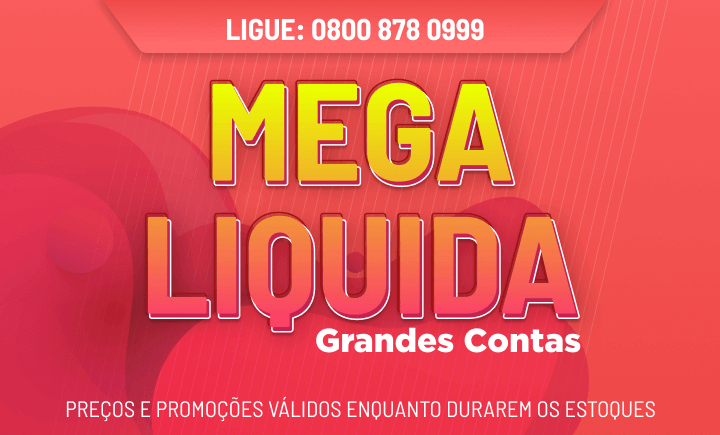 LIGUE: 0800 878 0999
MEGA
LIQUIDA
Grandes Contas
PREÇOS E PROMOÇÕES VÁLIDOS ENQUANTO DURAREM OS ESTOQUES